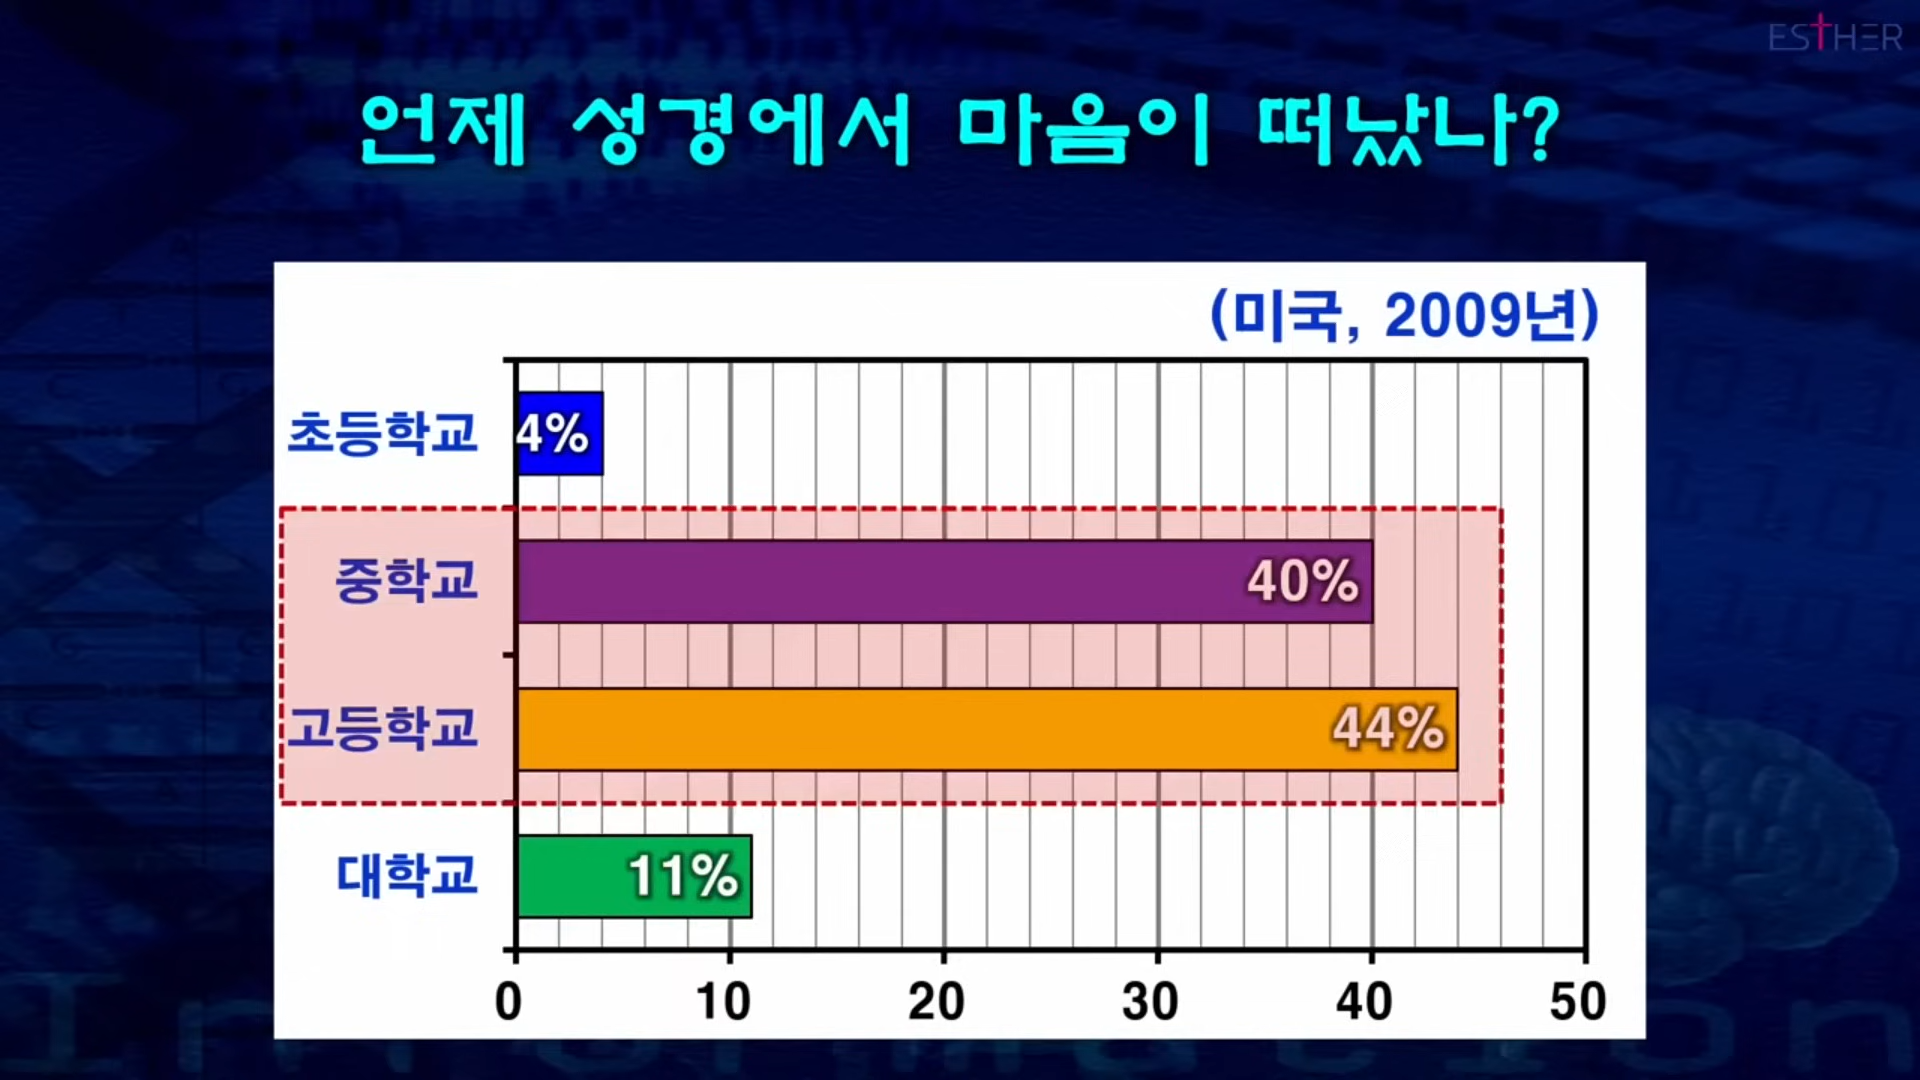 ESTHER
언제 성경에서 마음이 떠났나?
(미국, 2009년)
초등학교 4%
중학교 40%
고등학교 44%
대학교 11%
0 10 20 30 40 50
Information